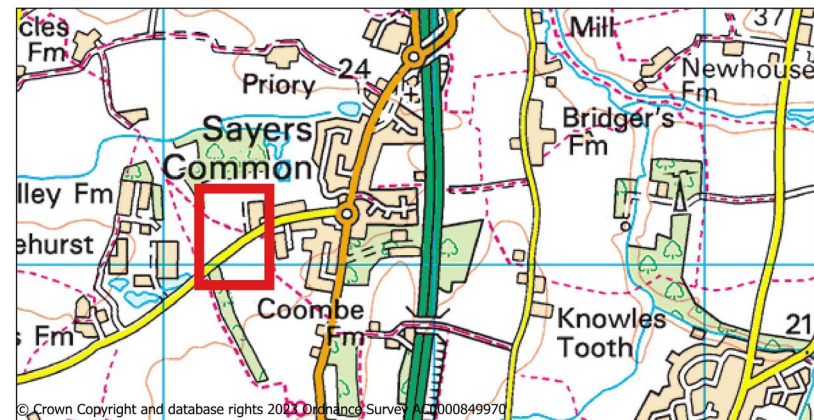 cles
Fm
Priory
24
Mill
37
Newhouse
Fm
Sayers
Common
Bridger's
Fm
lley Fm
ehurst
s Fm
Coombe
Fm
Knowles
Tooth
21
© Crown Copyright and database rights 2023 Ordnance Survey AC0000849970